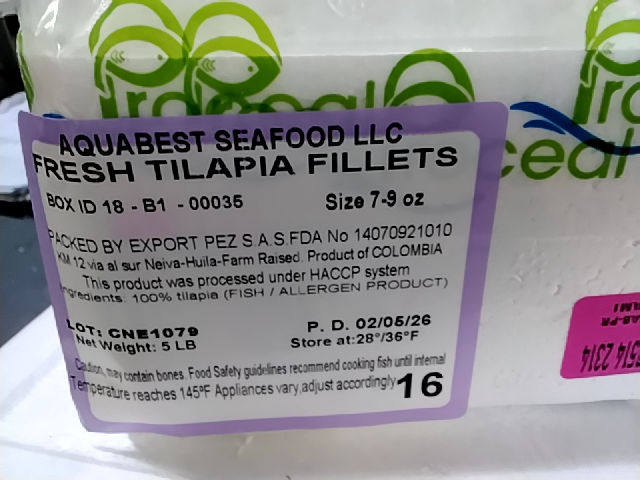 AQUABEST SEAFOOD LLC
FRESH TILAPIA FILLETS
BOX ID 18 - B1 - 00035 Size 7-9 oz
PACKED BY EXPORT PEZ S.A.S.FDA No 14070921010
KM 12 via al sur Neiva-Huila-Farm Raised. Product of COLOMBIA
This product was processed under HACCP system
Ingredients: 100% tilapia (FISH / ALLERGEN PRODUCT)
LOT: CNE1079 P. D. 02/05/26
Net Weight: 5 LB Store at:28°/36°F
Caution, may contain bones. Food Safety guidelines recommend cooking fish until internal
Temperature reaches 145°F Appliances vary,adjust accordingly 16
2314